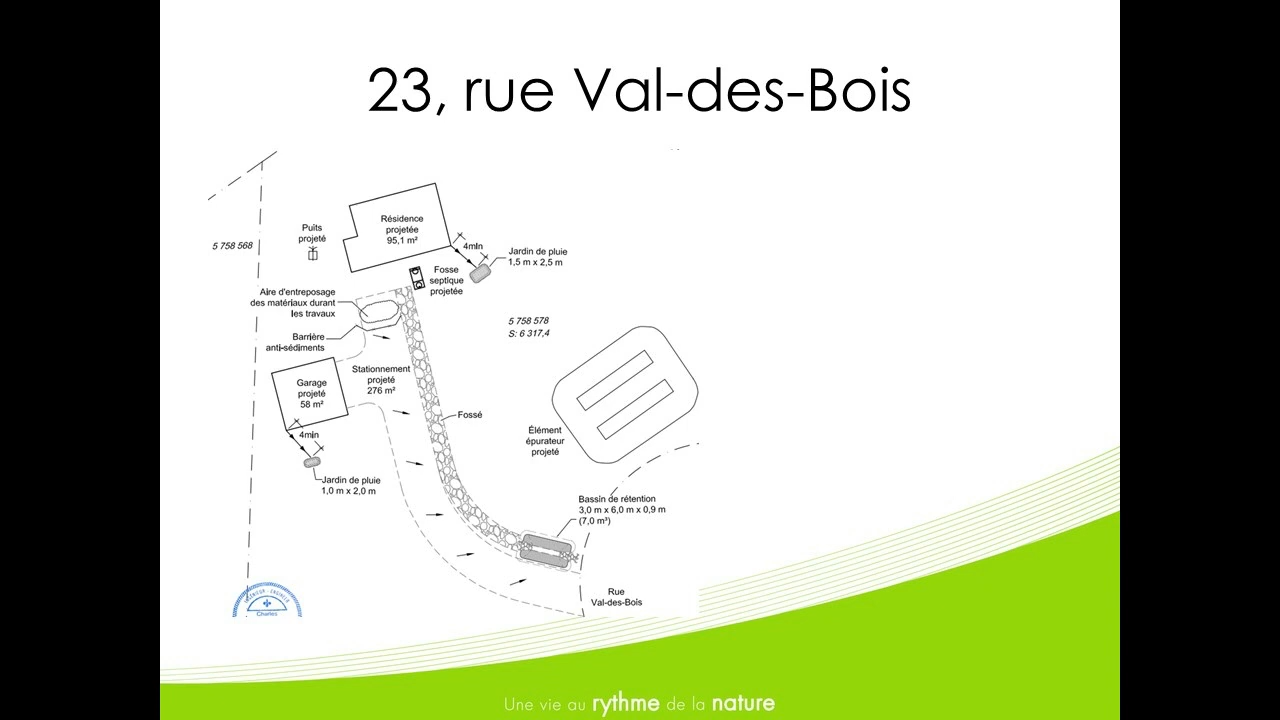 23, rue Val-des-Bois
Résidence
projetée
95,1 m²
Puits
projeté
5 758 568
4min
Jardin de pluie
1,5 m x 2,5 m
Fosse
septique
projetée
Aire d'entreposage
des matériaux durant
les travaux
5 758 578
S: 6 317,4
Barrière
anti-sédiments
Stationnement
projeté
276 m²
Garage
projeté
58 m²
Fossé
4min
Élément
épurateur
projeté
Jardin de pluie
1,0 m x 2,0 m
Bassin de rétention
3,0 m x 6,0 m x 0,9 m
(7,0 m³)
Rue
Val-des-Bois
Charles
Une vie au rythme de la nature